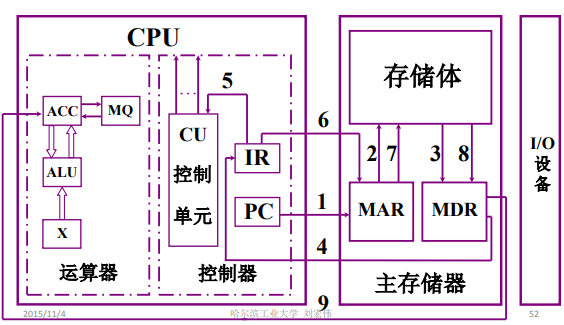 CPU
存储体
5
ACC
MQ
CU
控制
单元
6
I/O
设
备
IR
2
7
3
8
ALU
PC
1
MAR
MDR
X
4
运算器
控制器
主存储器
9
2015/11/4
哈尔滨工业大学 刘宏伟
52